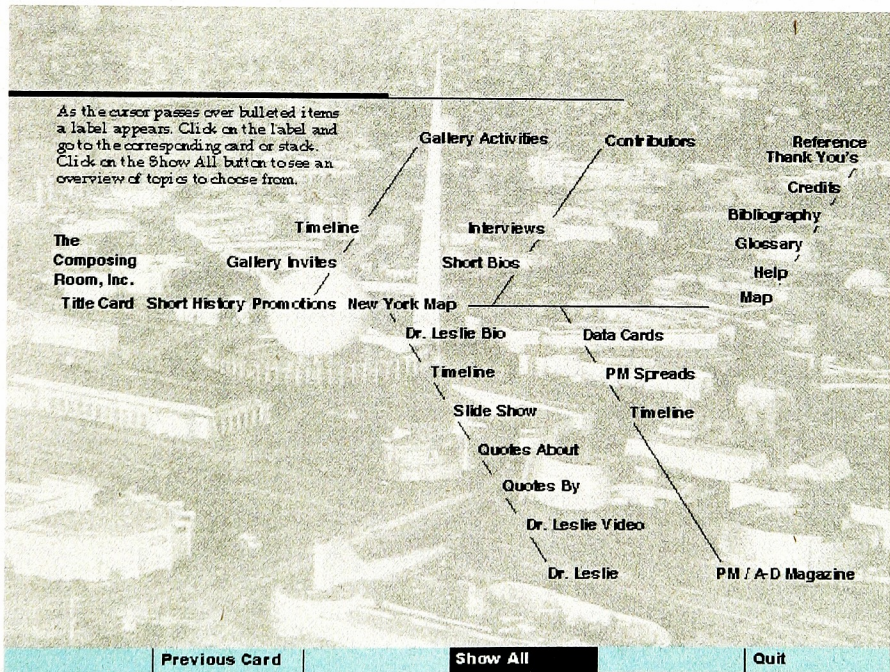 As the cursor passes over bulleted items
a label appears. Click on the label and
go to the corresponding card or stack.
Click on the Show All button to see an
overview of topics to choose from.
Gallery Activities
Contributors
Reference
Thank You's
Credits
Timeline
Interviews
Bibliography
The
Composing
Room, Inc.
Gallery Invites
Short Bios
Glossary
Help
Title Card Short History Promotions New York Map
Map
Dr. Leslie Bio
Data Cards
Timeline
PM Spreads
Slide Show
Timeline
Quotes About
Quotes By
Dr. Leslie Video
Dr. Leslie
PM / A-D Magazine
Previous Card
Show All
Quit